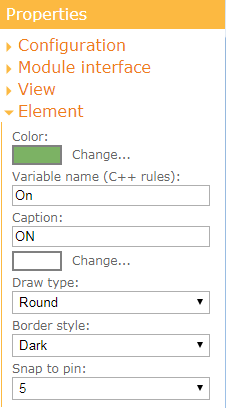 Properties
Configuration
Module interface
View
Element
Color:
Change...
Variable name (C++ rules):
On
Caption:
ON
Change...
Draw type:
Round
Border style:
Dark
Snap to pin:
5